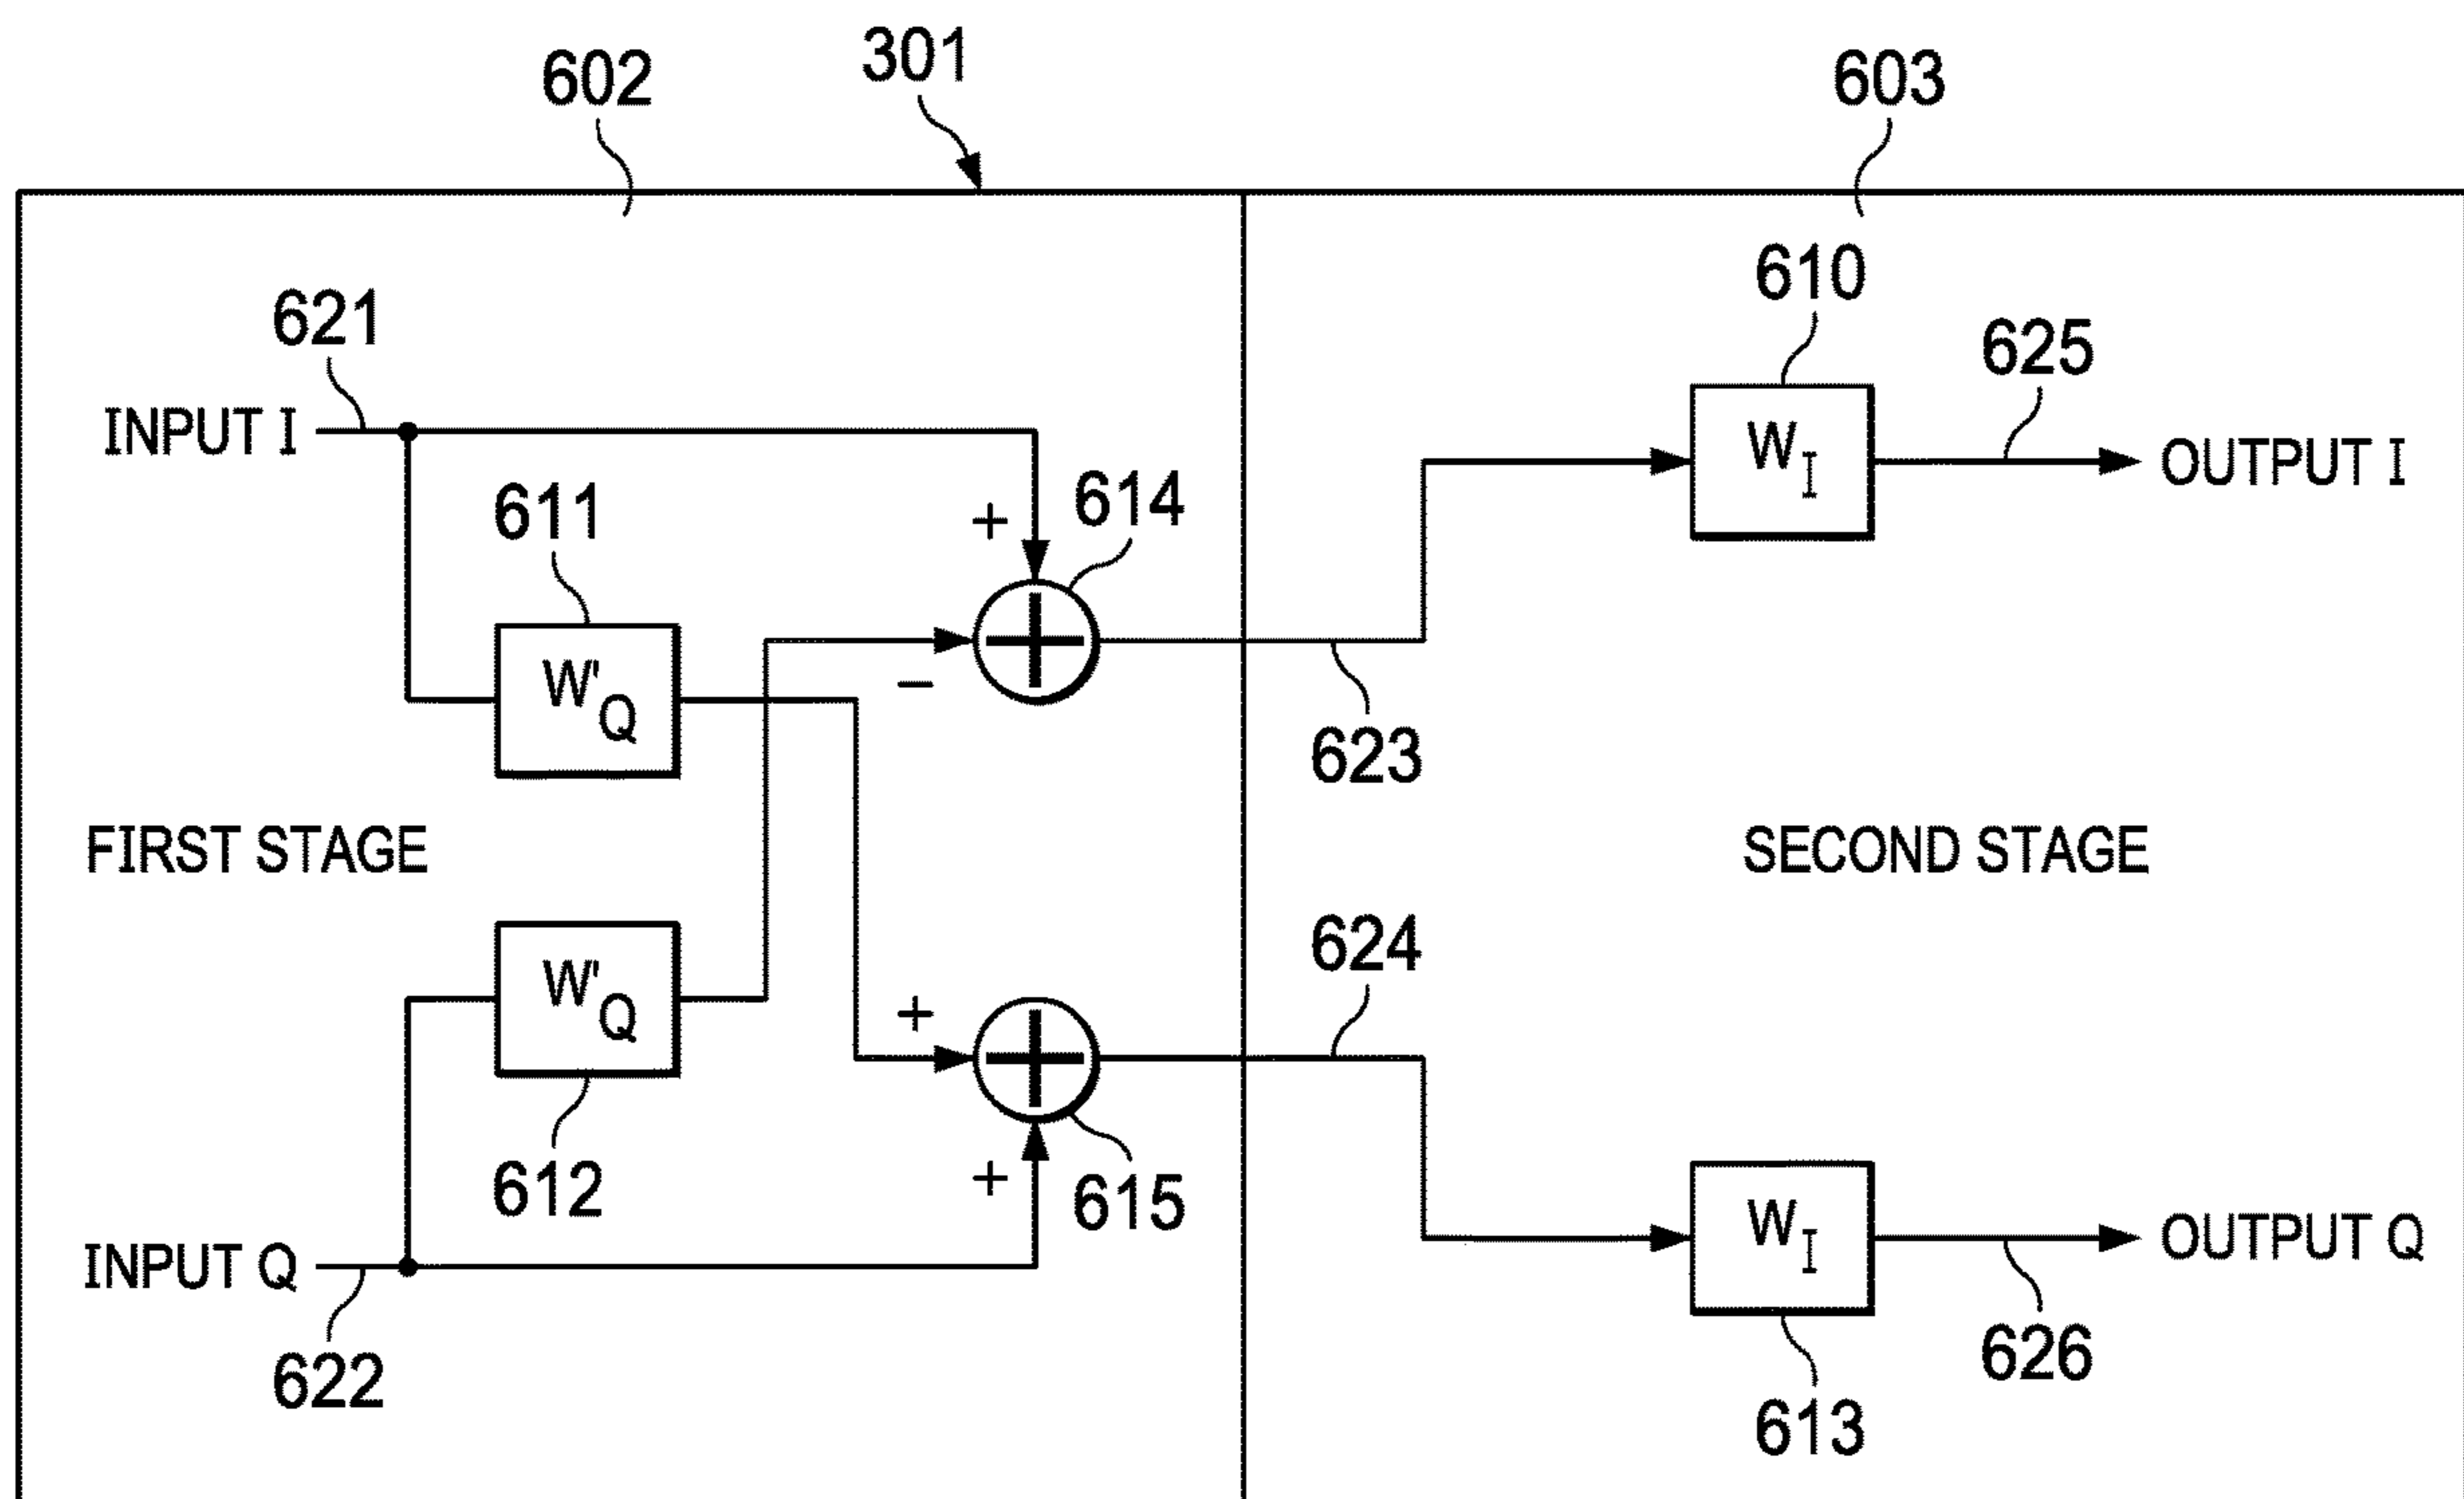 301
602
603
610
621
625
INPUT I
W_I
OUTPUT I
611
+
614
W'_Q
−
623
FIRST STAGE
SECOND STAGE
624
W'_Q
+
612
+
615
W_I
INPUT Q
OUTPUT Q
622
626
613